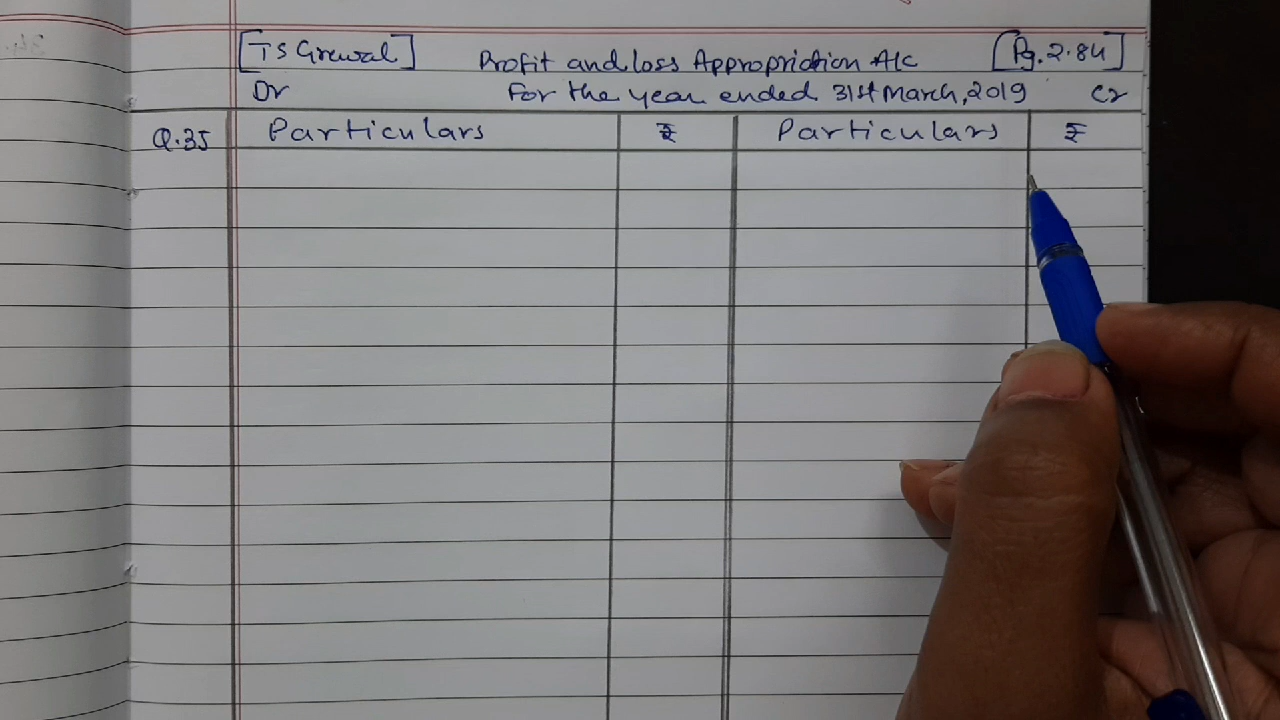 [TS Grewal] Profit and loss Appropriation A/c [Pg. 2.84]
Dr For the year ended 31st March, 2019 Cr
Q.35 Particulars ₹ Particulars ₹